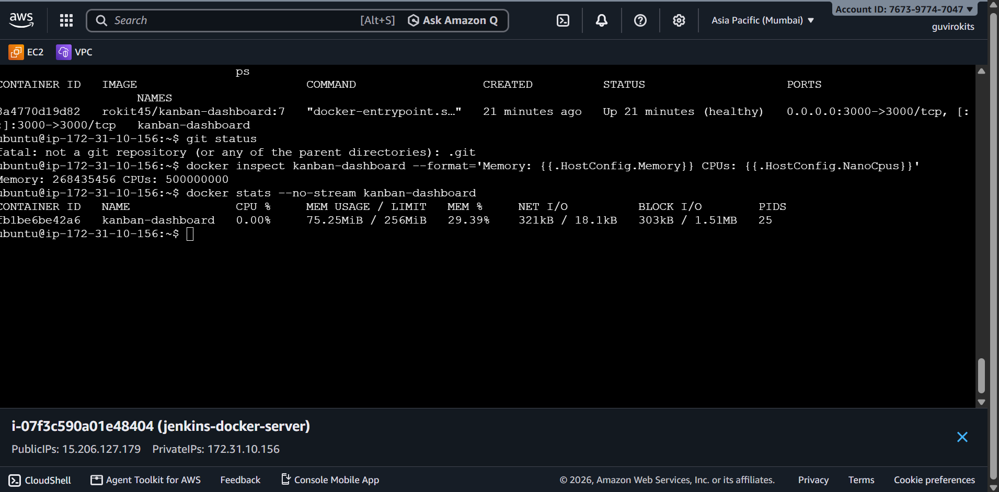 Account ID: 7673-9774-7047
aws
Search
[Alt+S]
Ask Amazon Q
Asia Pacific (Mumbai)
guvirokits
EC2
VPC
ps
CONTAINER ID   IMAGE                        COMMAND                  CREATED          STATUS                    PORTS
NAMES
3a4770d19d82   rokit45/kanban-dashboard:7   "docker-entrypoint.s…"   21 minutes ago   Up 21 minutes (healthy)   0.0.0.0:3000->3000/tcp, [:
:]:3000->3000/tcp   kanban-dashboard
ubuntu@ip-172-31-10-156:~$ git status
fatal: not a git repository (or any of the parent directories): .git
ubuntu@ip-172-31-10-156:~$ docker inspect kanban-dashboard --format='Memory: {{.HostConfig.Memory}} CPUs: {{.HostConfig.NanoCpus}}'
Memory: 268435456 CPUs: 500000000
ubuntu@ip-172-31-10-156:~$ docker stats --no-stream kanban-dashboard
CONTAINER ID   NAME               CPU %     MEM USAGE / LIMIT   MEM %     NET I/O          BLOCK I/O        PIDS
fb1be6be42a6   kanban-dashboard   0.00%     75.25MiB / 256MiB   29.39%    321kB / 18.1kB   303kB / 1.51MB   25
ubuntu@ip-172-31-10-156:~$
i-07f3c590a01e48404 (jenkins-docker-server)
PublicIPs: 15.206.127.179    PrivateIPs: 172.31.10.156
CloudShell
Agent Toolkit for AWS
Feedback
Console Mobile App
© 2026, Amazon Web Services, Inc. or its affiliates.
Privacy
Terms
Cookie preferences